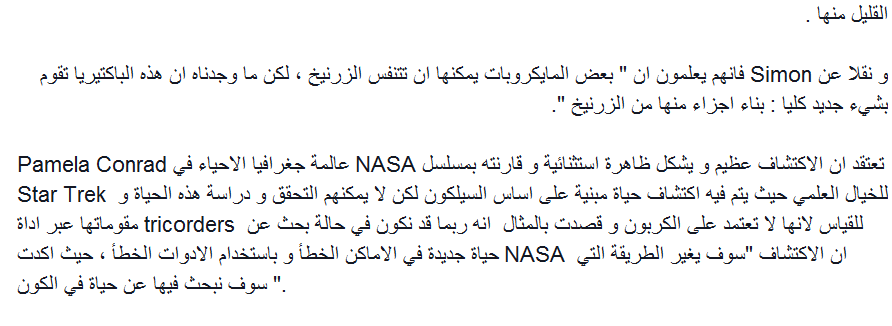 القليل منها .
و نقلا عن Simon فانهم يعلمون ان " بعض المايكروبات يمكنها ان تتنفس الزرنيخ ، لكن ما وجدناه ان هذه الباكتيريا تقوم
بشيء جديد كليا : بناء اجزاء منها من الزرنيخ ".
تعتقد ان الاكتشاف عظيم و يشكل ظاهرة استثنائية و قارنته بمسلسل NASA عالمة جغرافيا الاحياء في Pamela Conrad
للخيال العلمي حيث يتم فيه اكتشاف حياة مبنية على اساس السيلكون لكن لا يمكنهم التحقق و دراسة هذه الحياة و Star Trek
للقياس لانها لا تعتمد على الكربون و قصدت بالمثال انه ربما قد نكون في حالة بحث عن tricorders مقوماتها عبر اداة
ان الاكتشاف "سوف يغير الطريقة التي NASA حياة جديدة في الاماكن الخطأ و باستخدام الادوات الخطأ ، حيث اكدت
سوف نبحث فيها عن حياة في الكون ".